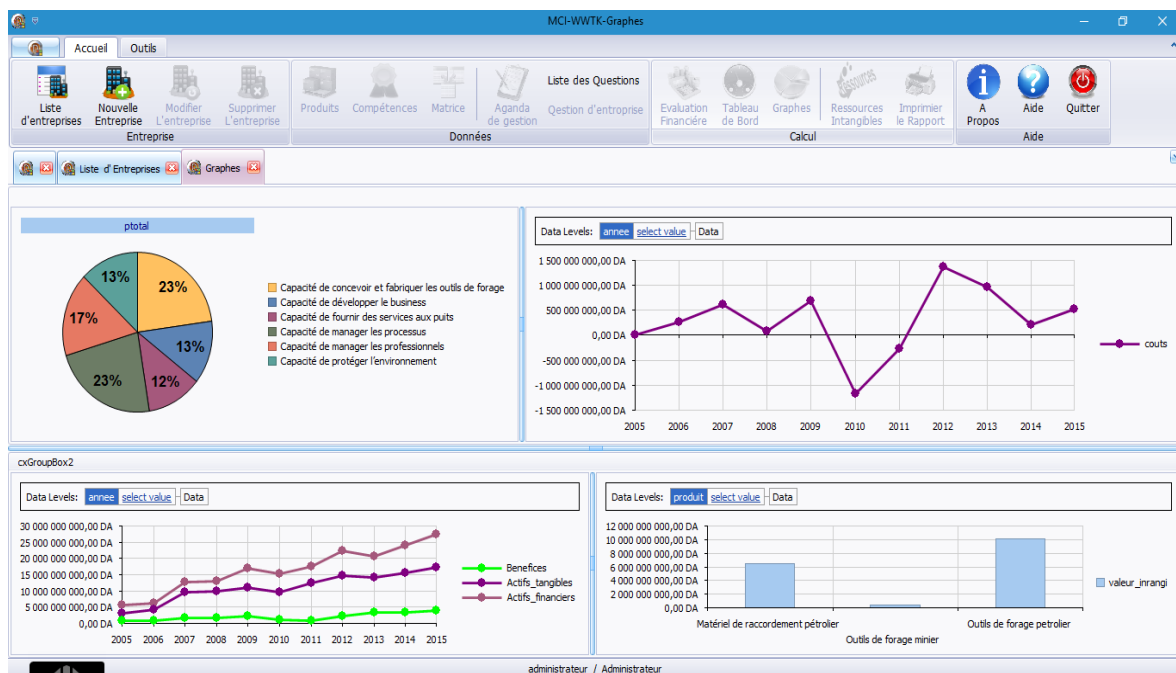 MCI-WWTK-Graphes
Accueil Outils
Liste d'entreprises
Nouvelle Entreprise
Modifier L'entreprise
Supprimer L'entreprise
Entreprise
Produits Compétences Matrice
Aganda de gestion
Liste des Questions
Gestion d'entroprise
Données
Evaluation Financiére
Tableau de Bord
Graphes
Ressources Intangibles
Imprimer le Rapport
Calcul
A Propos
Aide
Quitter
Aide
Liste d' Entreprises
Graphes
ptotal
23%
13%
12%
23%
17%
13%
Capacité de concevoir et fabriquer les outils de forage
Capacité de développer le business
Capacité de fournir des services aux puits
Capacité de manager les processus
Capacité de manager les professionnels
Capacité de protéger l'environnement
Data Levels: annee select value Data
1 500 000 000,00 DA
1 000 000 000,00 DA
500 000 000,00 DA
0,00 DA
-500 000 000,00 DA
-1 000 000 000,00 DA
-1 500 000 000,00 DA
2005 2006 2007 2008 2009 2010 2011 2012 2013 2014 2015
couts
cxGroupBox2
Data Levels: annee select value Data
30 000 000 000,00 DA
25 000 000 000,00 DA
20 000 000 000,00 DA
15 000 000 000,00 DA
10 000 000 000,00 DA
5 000 000 000,00 DA
0,00 DA
2005 2006 2007 2008 2009 2010 2011 2012 2013 2014 2015
Benefices
Actifs_tangibles
Actifs_financiers
Data Levels: produit select value Data
12 000 000 000,00 DA
10 000 000 000,00 DA
8 000 000 000,00 DA
6 000 000 000,00 DA
4 000 000 000,00 DA
2 000 000 000,00 DA
0,00 DA
Matériel de raccordement pétrolier
Outils de forage minier
Outils de forage petrolier
valeur_inrangi
administrateur / Administrateur